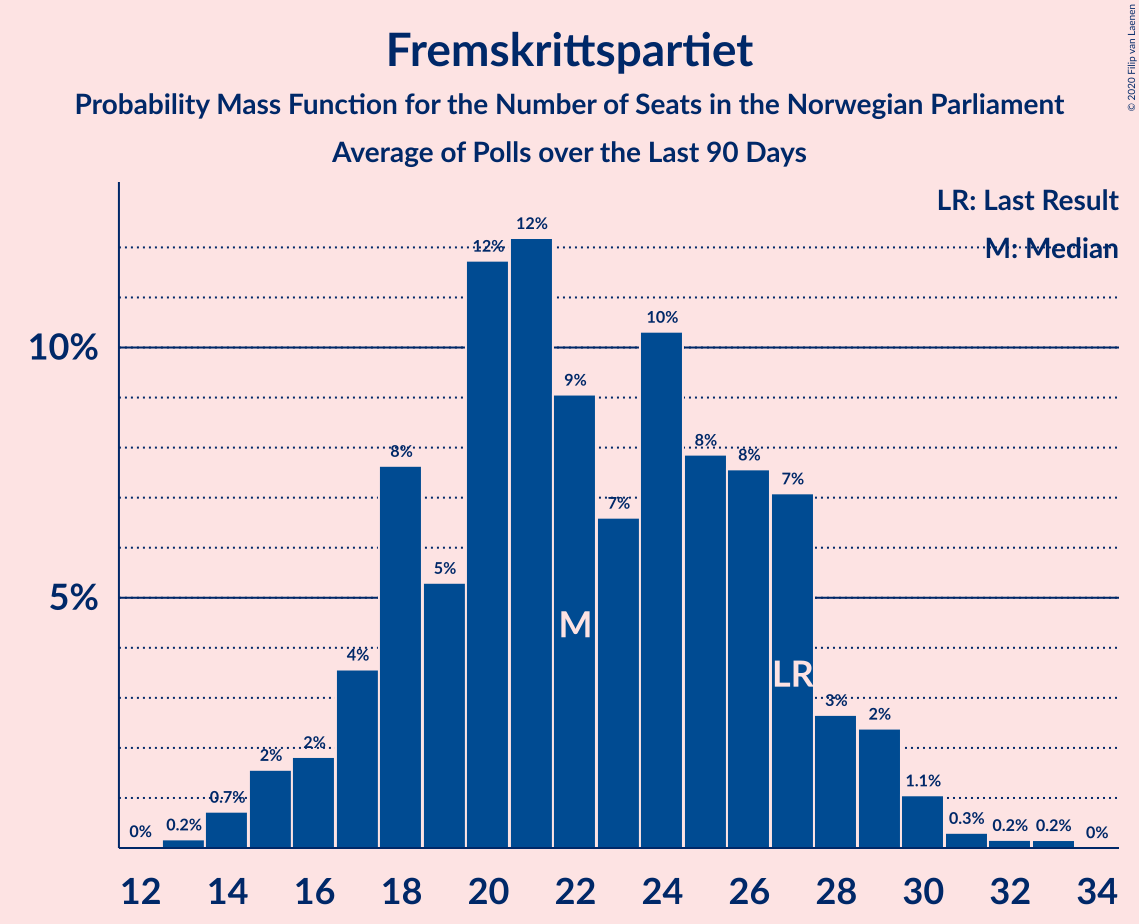 Fremskrittspartiet
Probability Mass Function for the Number of Seats in the Norwegian Parliament
Average of Polls over the Last 90 Days
© 2020 Filip van Laenen
LR: Last Result
M: Median
10%
5%
0%
0.2%
0.7%
2%
2%
4%
8%
5%
12%
12%
9%
7%
10%
8%
8%
7%
3%
2%
1.1%
0.3%
0.2%
0.2%
0%
M
LR
12 14 16 18 20 22 24 26 28 30 32 34